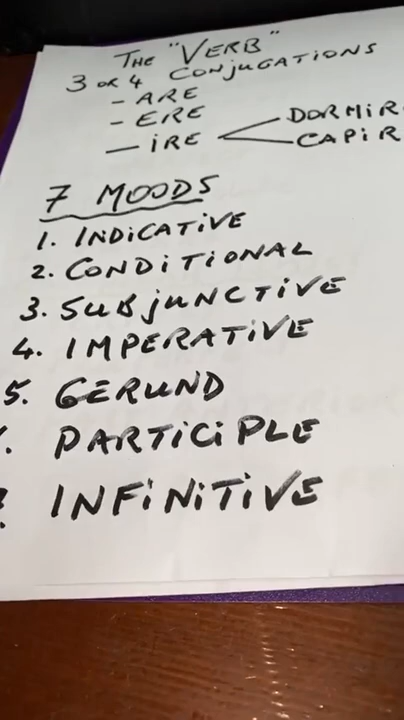 THE "VERB"
3 or 4 CONJUGATIONS
- ARE
- ERE
- IRE
DORMIR
CAPIR
7 MOODS
1. INDICATIVE
2. CONDITIONAL
3. SUBJUNCTIVE
4. IMPERATIVE
5. GERUND
. PARTICIPLE
INFINITIVE